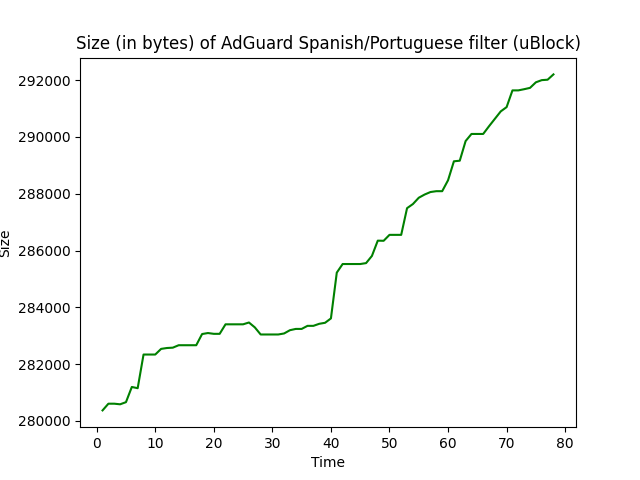 Size (in bytes) of AdGuard Spanish/Portuguese filter (uBlock)
292000
290000
288000
286000
284000
282000
280000
Size
0 10 20 30 40 50 60 70 80
Time